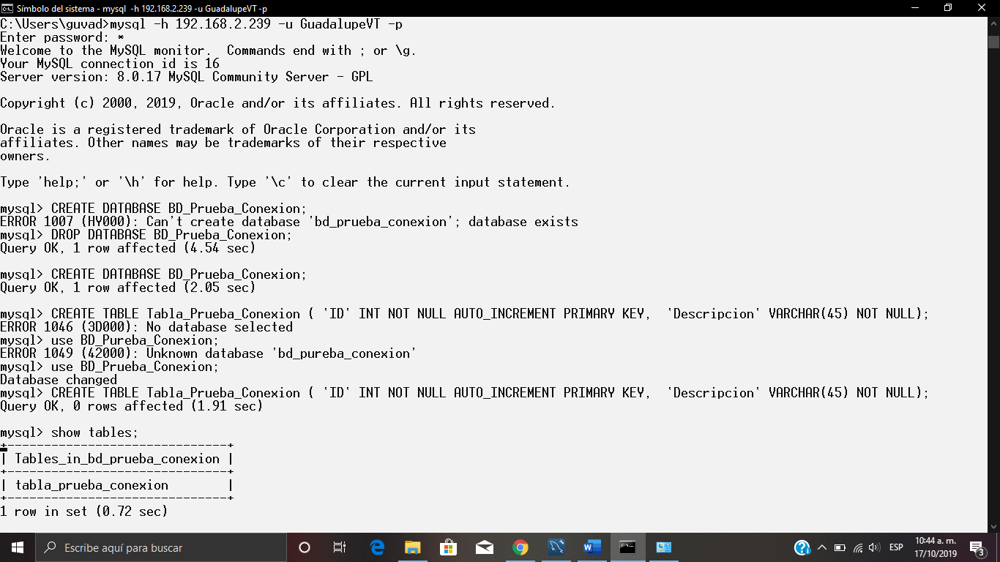 Símbolo del sistema - mysql  -h 192.168.2.239 -u GuadalupeVT -p
C:\Users\guvad>mysql -h 192.168.2.239 -u GuadalupeVT -p
Enter password: *
Welcome to the MySQL monitor.  Commands end with ; or \g.
Your MySQL connection id is 16
Server version: 8.0.17 MySQL Community Server - GPL
Copyright (c) 2000, 2019, Oracle and/or its affiliates. All rights reserved.
Oracle is a registered trademark of Oracle Corporation and/or its
affiliates. Other names may be trademarks of their respective
owners.
Type 'help;' or '\h' for help. Type '\c' to clear the current input statement.
mysql> CREATE DATABASE BD_Prueba_Conexion;
ERROR 1007 (HY000): Can't create database 'bd_prueba_conexion'; database exists
mysql> DROP DATABASE BD_Prueba_Conexion;
Query OK, 1 row affected (4.54 sec)
mysql> CREATE DATABASE BD_Prueba_Conexion;
Query OK, 1 row affected (2.05 sec)
mysql> CREATE TABLE Tabla_Prueba_Conexion ( `ID` INT NOT NULL AUTO_INCREMENT PRIMARY KEY,  `Descripcion` VARCHAR(45) NOT NULL);
ERROR 1046 (3D000): No database selected
mysql> use BD_Pureba_Conexion;
ERROR 1049 (42000): Unknown database 'bd_pureba_conexion'
mysql> use BD_Prueba_Conexion;
Database changed
mysql> CREATE TABLE Tabla_Prueba_Conexion ( `ID` INT NOT NULL AUTO_INCREMENT PRIMARY KEY,  `Descripcion` VARCHAR(45) NOT NULL);
Query OK, 0 rows affected (1.91 sec)
mysql> show tables;
+------------------------------+
| Tables_in_bd_prueba_conexion |
+------------------------------+
| tabla_prueba_conexion        |
+------------------------------+
1 row in set (0.72 sec)
Escribe aquí para buscar
ESP
10:44 a. m.
17/10/2019
3